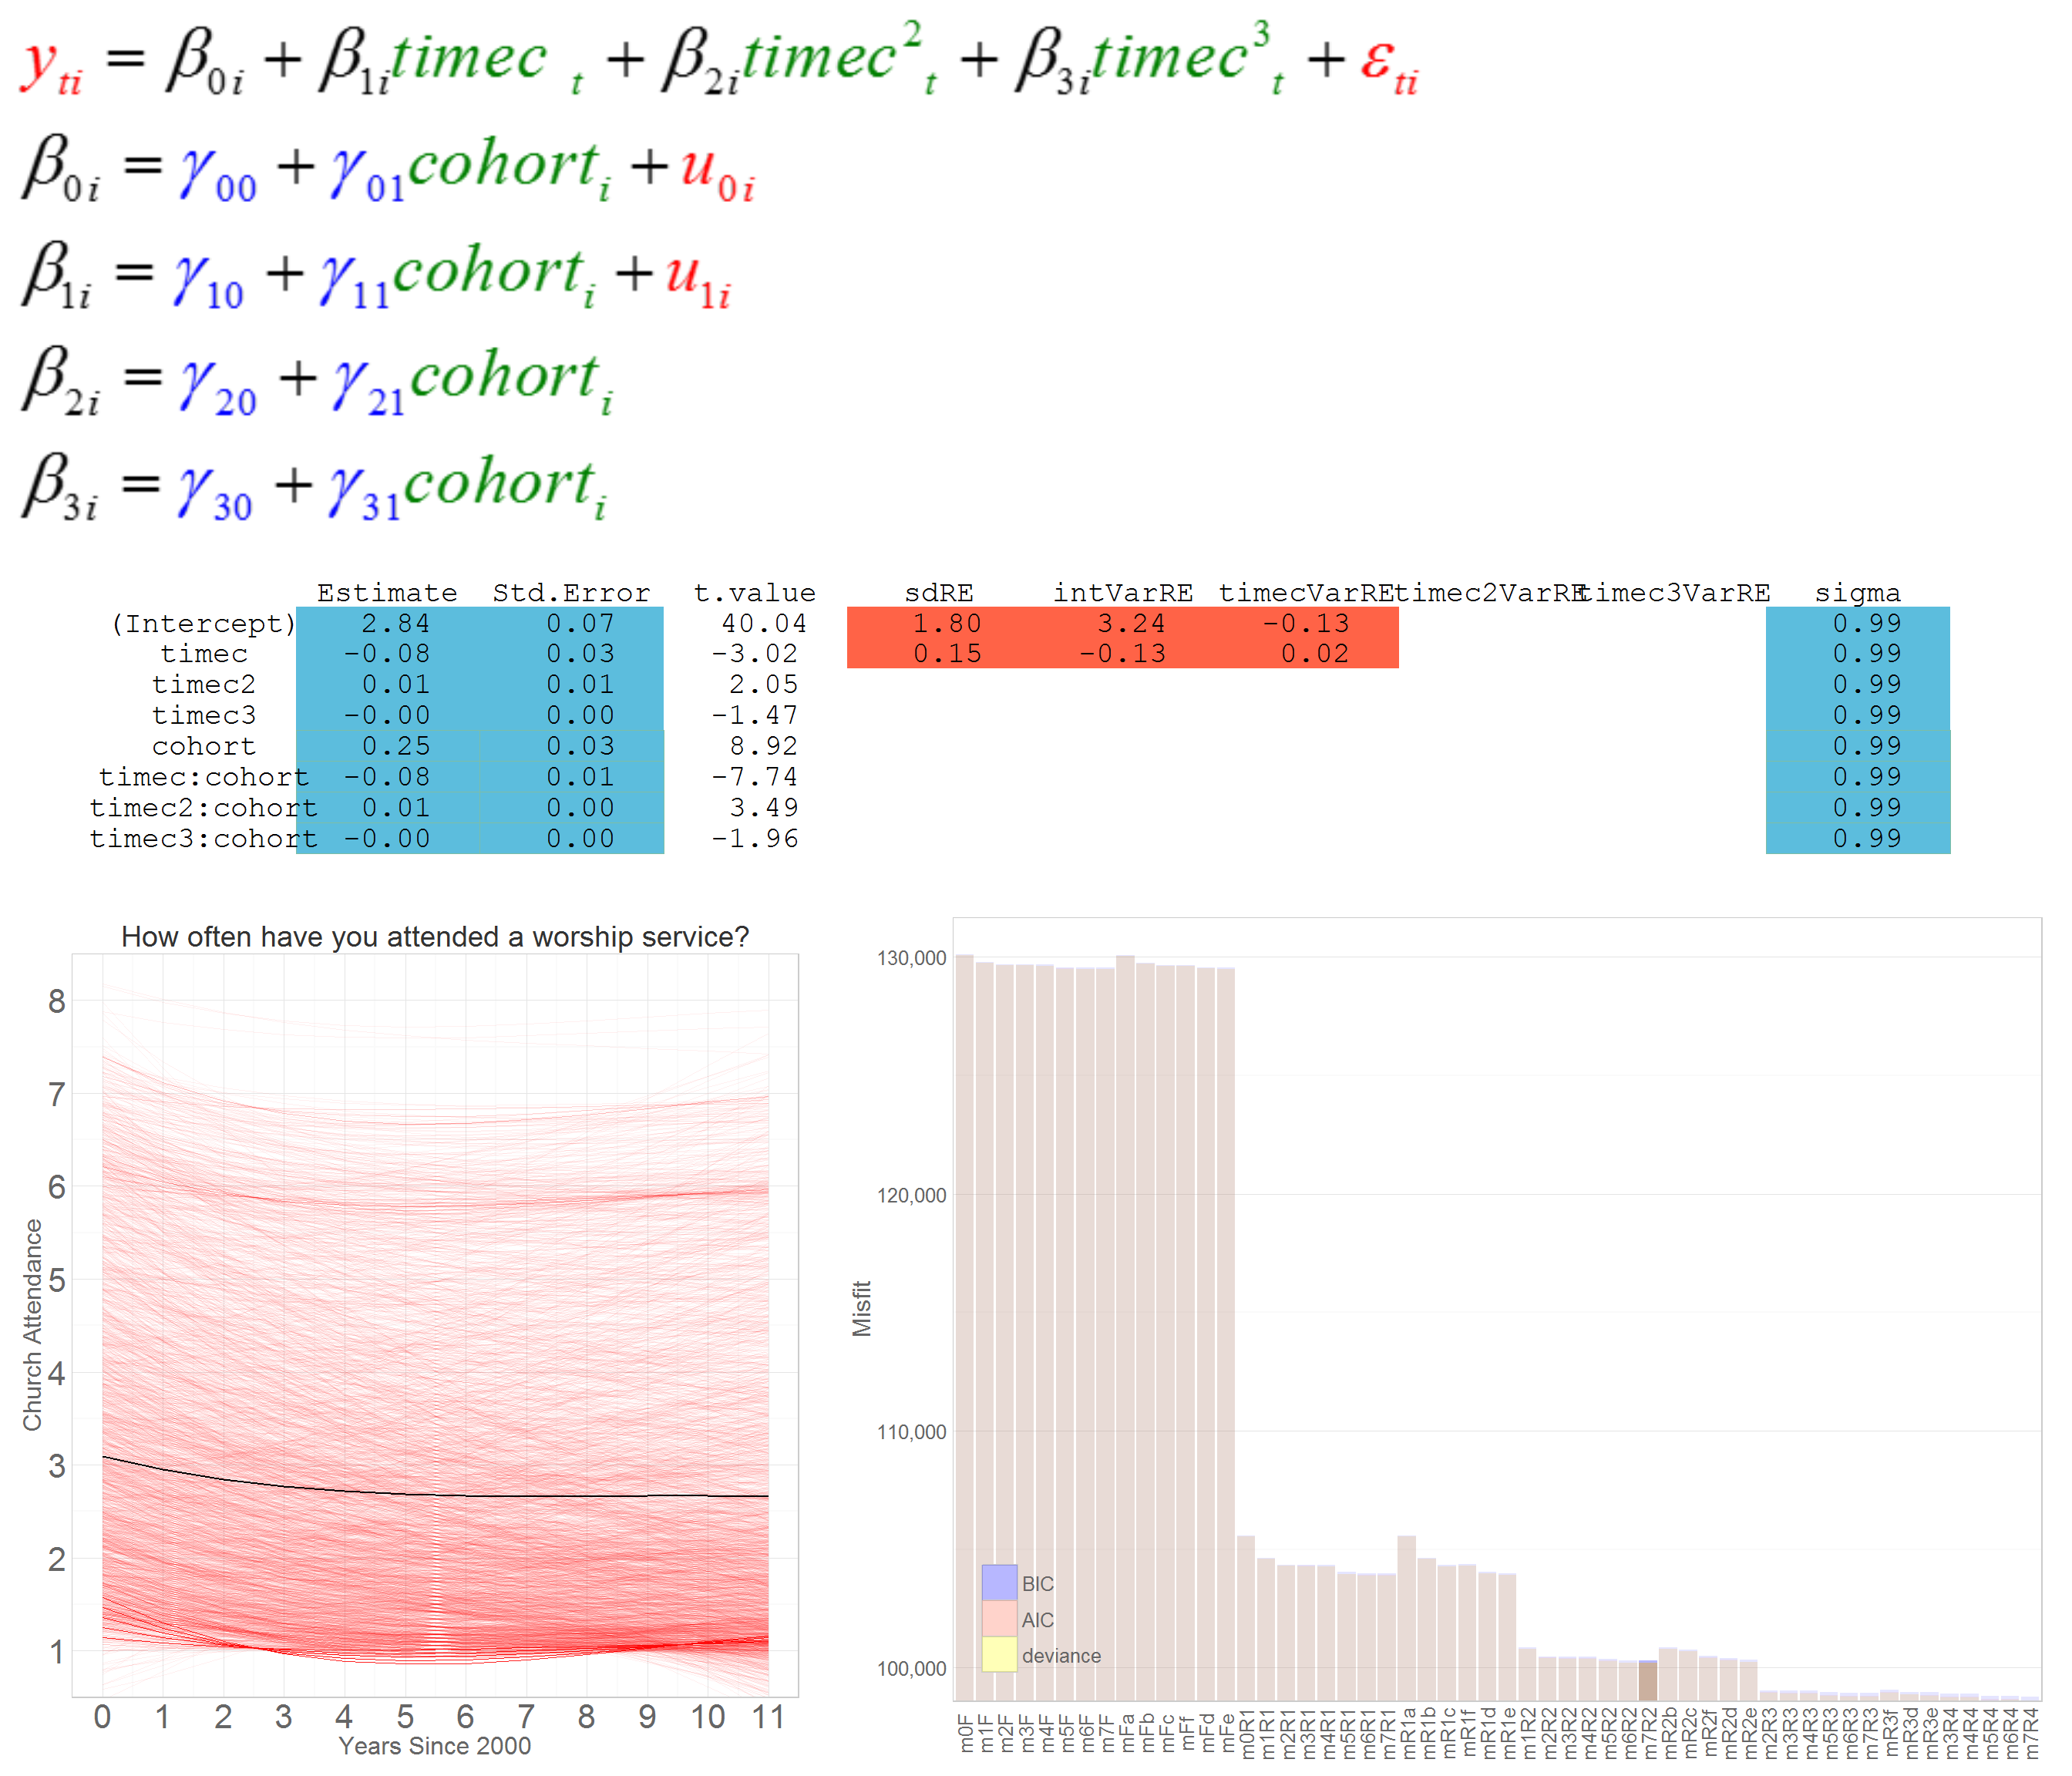 y_ti = β_0i + β_1i timec_t + β_2i timec²_t + β_3i timec³_t + ε_ti
β_0i = γ_00 + γ_01 cohort_i + u_0i
β_1i = γ_10 + γ_11 cohort_i + u_1i
β_2i = γ_20 + γ_21 cohort_i
β_3i = γ_30 + γ_31 cohort_i
Estimate Std.Error t.value sdRE intVarRE timecVarRE timec2VarRE timec3VarRE sigma
(Intercept) 2.84 0.07 40.04 1.80 3.24 -0.13 0.99
timec -0.08 0.03 -3.02 0.15 -0.13 0.02 0.99
timec2 0.01 0.01 2.05 0.99
timec3 -0.00 0.00 -1.47 0.99
cohort 0.25 0.03 8.92 0.99
timec:cohort -0.08 0.01 -7.74 0.99
timec2:cohort 0.01 0.00 3.49 0.99
timec3:cohort -0.00 0.00 -1.96 0.99
How often have you attended a worship service?
Church Attendance
8
7
6
5
4
3
2
1
0 1 2 3 4 5 6 7 8 9 10 11
Years Since 2000
Misfit
130,000
120,000
110,000
100,000
BIC
AIC
deviance
m0F m1F m2F m3F m4F m5F m6F m7F mFa mFb mFc mFf mFd mFe m0R1 m1R1 m2R1 m3R1 m4R1 m5R1 m6R1 m7R1 mR1a mR1b mR1c mR1f mR1d mR1e m1R2 m2R2 m3R2 m4R2 m5R2 m6R2 m7R2 mR2b mR2c mR2f mR2d mR2e m2R3 m3R3 m4R3 m5R3 m6R3 m7R3 mR3f mR3d mR3e m3R4 m4R4 m5R4 m6R4 m7R4